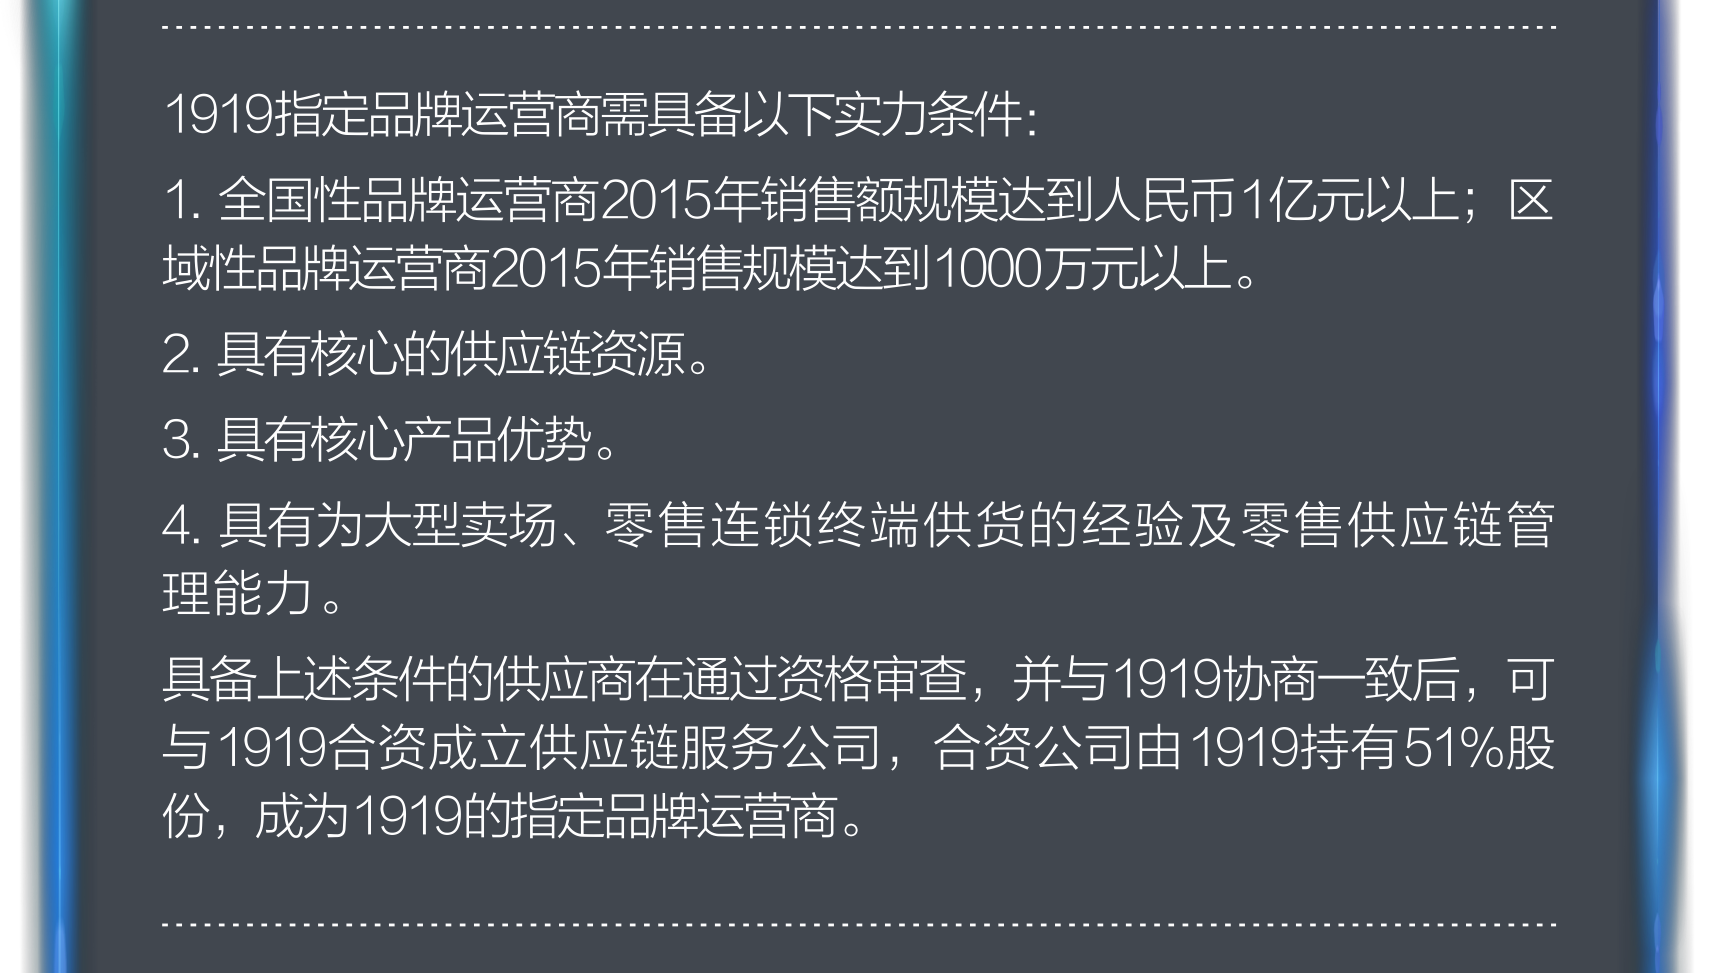 1919指定品牌运营商需具备以下实力条件：
1. 全国性品牌运营商2015年销售额规模达到人民币1亿元以上；区
域性品牌运营商2015年销售规模达到1000万元以上。
2. 具有核心的供应链资源。
3. 具有核心产品优势。
4. 具有为大型卖场、零售连锁终端供货的经验及零售供应链管
理能力。
具备上述条件的供应商在通过资格审查，并与1919协商一致后，可
与1919合资成立供应链服务公司，合资公司由1919持有51%股
份，成为1919的指定品牌运营商。